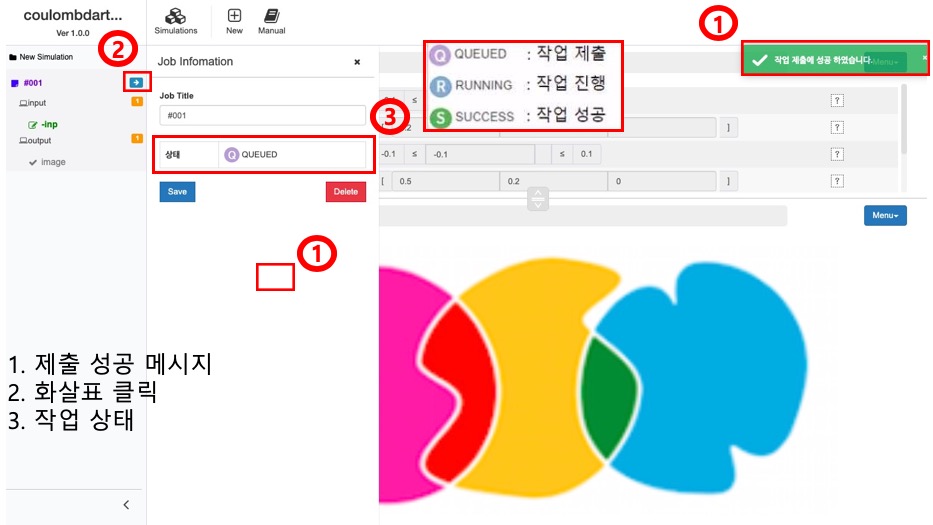 coulombdart...
Ver 1.0.0
Simulations
New
Manual
1
작업 제출에 성공 하였습니다.
×
2
New Simulation
#001
input
1
-inp
output
1
image
Job Infomation
×
Job Title
#001
3
상태
Q QUEUED
Save
Delete
Q QUEUED : 작업 제출
R RUNNING : 작업 진행
S SUCCESS : 작업 성공
≤
?
]
?
-0.1 ≤ -0.1 ≤ 0.1
?
[ 0.5 0.2 0 ]
?
Menu
1
1. 제출 성공 메시지
2. 화살표 클릭
3. 작업 상태